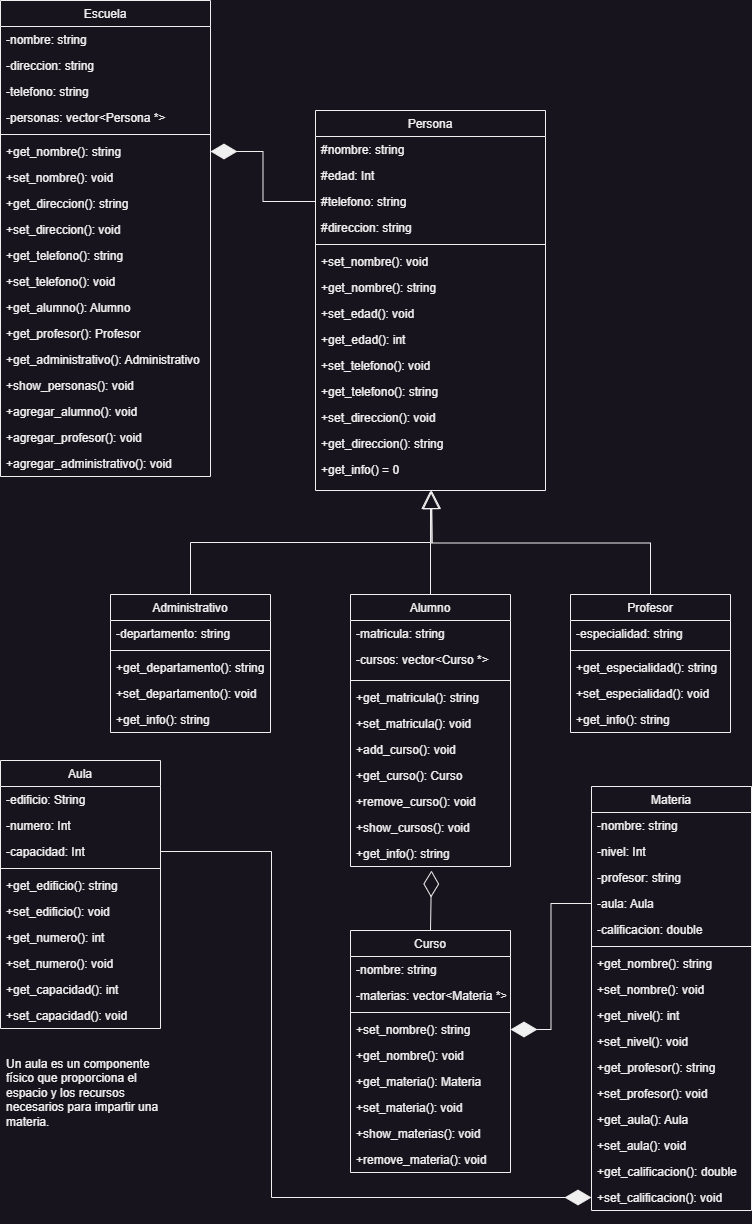 Escuela
-nombre: string
-direccion: string
-telefono: string
-personas: vector<Persona *>
+get_nombre(): string
+set_nombre(): void
+get_direccion(): string
+set_direccion(): void
+get_telefono(): string
+set_telefono(): void
+get_alumno(): Alumno
+get_profesor(): Profesor
+get_administrativo(): Administrativo
+show_personas(): void
+agregar_alumno(): void
+agregar_profesor(): void
+agregar_administrativo(): void
Persona
#nombre: string
#edad: Int
#telefono: string
#direccion: string
+set_nombre(): void
+get_nombre(): string
+set_edad(): void
+get_edad(): int
+set_telefono(): void
+get_telefono(): string
+set_direccion(): void
+get_direccion(): string
+get_info() = 0
Administrativo
-departamento: string
+get_departamento(): string
+set_departamento(): void
+get_info(): string
Alumno
-matricula: string
-cursos: vector<Curso *>
+get_matricula(): string
+set_matricula(): void
+add_curso(): void
+get_curso(): Curso
+remove_curso(): void
+show_cursos(): void
+get_info(): string
Profesor
-especialidad: string
+get_especialidad(): string
+set_especialidad(): void
+get_info(): string
Aula
-edificio: String
-numero: Int
-capacidad: Int
+get_edificio(): string
+set_edificio(): void
+get_numero(): int
+set_numero(): void
+get_capacidad(): int
+set_capacidad(): void
Un aula es un componente
físico que proporciona el
espacio y los recursos
necesarios para impartir una
materia.
Curso
-nombre: string
-materias: vector<Materia *>
+set_nombre(): string
+get_nombre(): void
+get_materia(): Materia
+set_materia(): void
+show_materias(): void
+remove_materia(): void
Materia
-nombre: string
-nivel: Int
-profesor: string
-aula: Aula
-calificacion: double
+get_nombre(): string
+set_nombre(): void
+get_nivel(): int
+set_nivel(): void
+get_profesor(): string
+set_profesor(): void
+get_aula(): Aula
+set_aula(): void
+get_calificacion(): double
+set_calificacion(): void